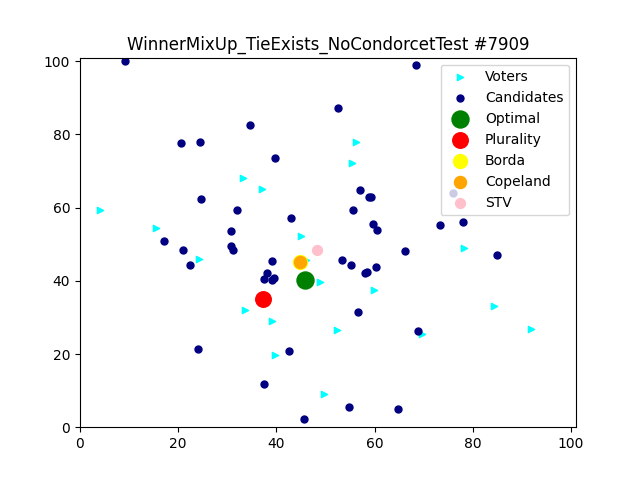 WinnerMixUp_TieExists_NoCondorcetTest #7909
100
80
60
40
20
0
0 20 40 60 80 100
Voters
Candidates
Optimal
Plurality
Borda
Copeland
STV